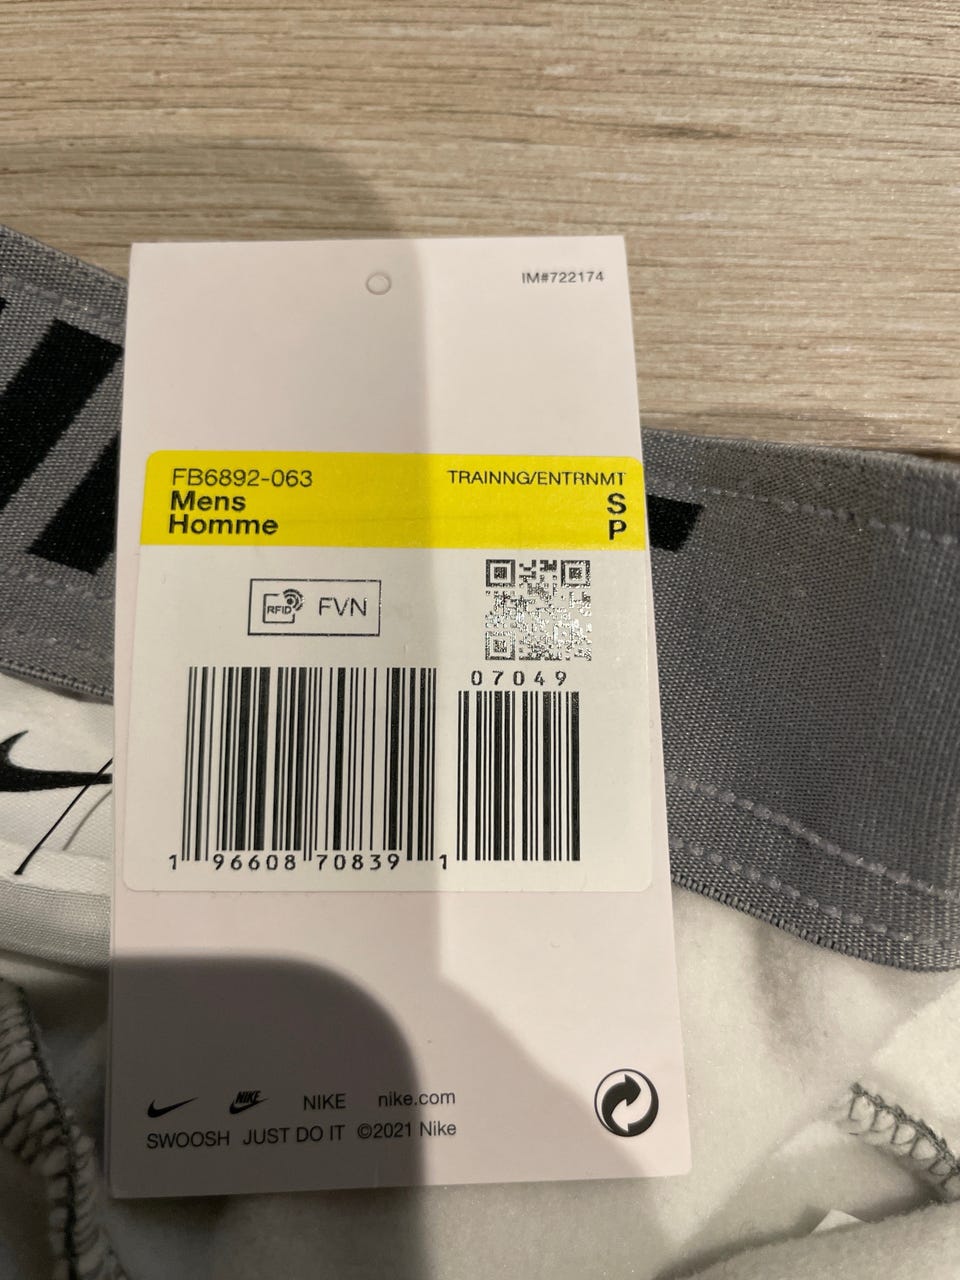 IM#722174
FB6892-063
TRAINNG/ENTRNMT
Mens
S
Homme
P
RFID FVN
07049
1 96608 70839 1
NIKE NIKE nike.com
SWOOSH JUST DO IT ©2021 Nike